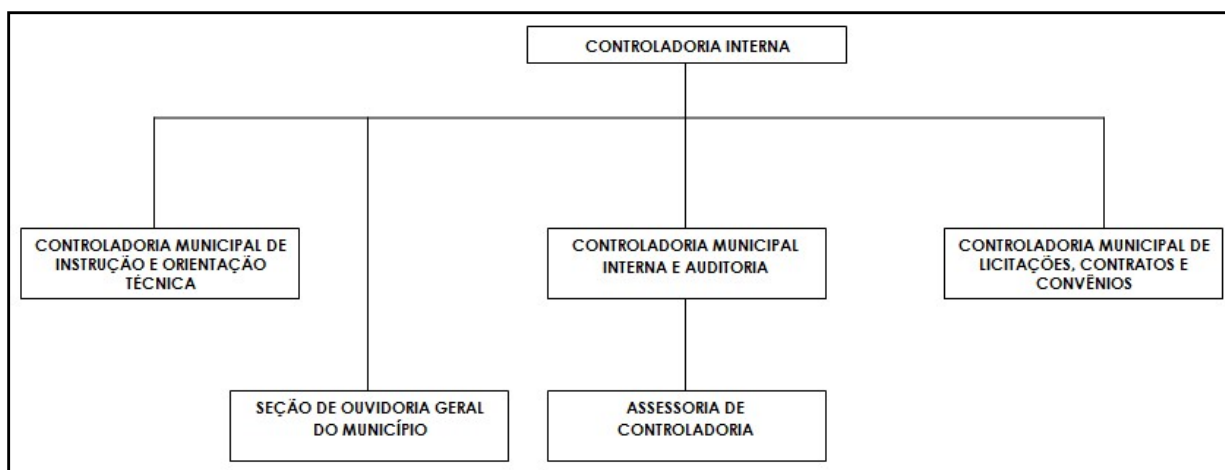 CONTROLADORIA INTERNA
CONTROLADORIA MUNICIPAL DE
INSTRUÇÃO E ORIENTAÇÃO
TÉCNICA
CONTROLADORIA MUNICIPAL
INTERNA E AUDITORIA
CONTROLADORIA MUNICIPAL DE
LICITAÇÕES, CONTRATOS E
CONVÊNIOS
SEÇÃO DE OUVIDORIA GERAL
DO MUNICÍPIO
ASSESSORIA DE
CONTROLADORIA